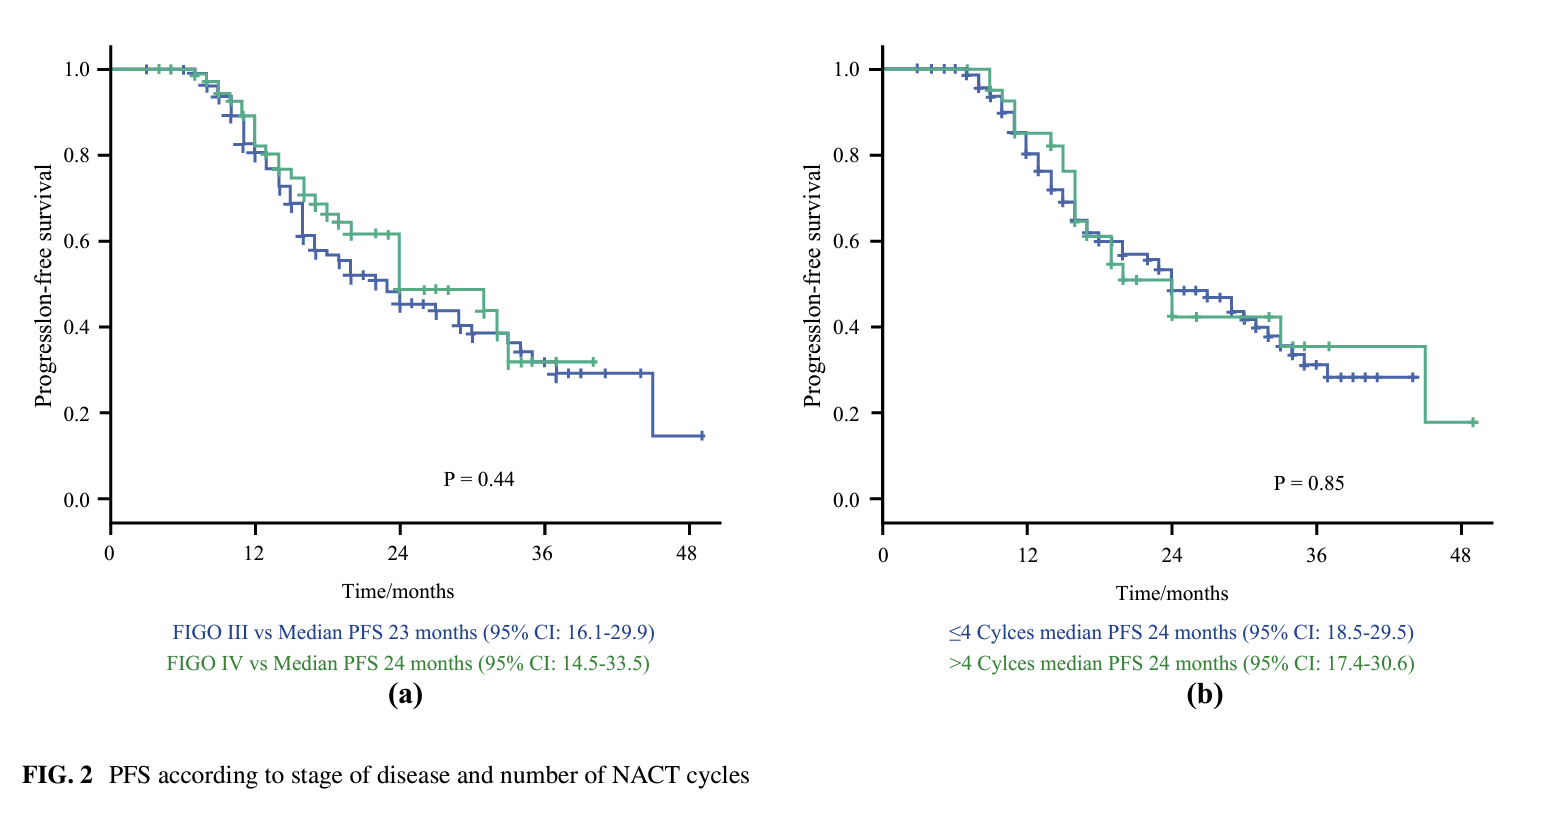 1.0
0.8
0.6
0.4
0.2
0.0
Progression-free survival
0 12 24 36 48
Time/months
P = 0.44
FIGO III vs Median PFS 23 months (95% CI: 16.1-29.9)
FIGO IV vs Median PFS 24 months (95% CI: 14.5-33.5)
(a)
1.0
0.8
0.6
0.4
0.2
0.0
Progression-free survival
0 12 24 36 48
Time/months
P = 0.85
≤4 Cylces median PFS 24 months (95% CI: 18.5-29.5)
>4 Cylces median PFS 24 months (95% CI: 17.4-30.6)
(b)
FIG. 2 PFS according to stage of disease and number of NACT cycles